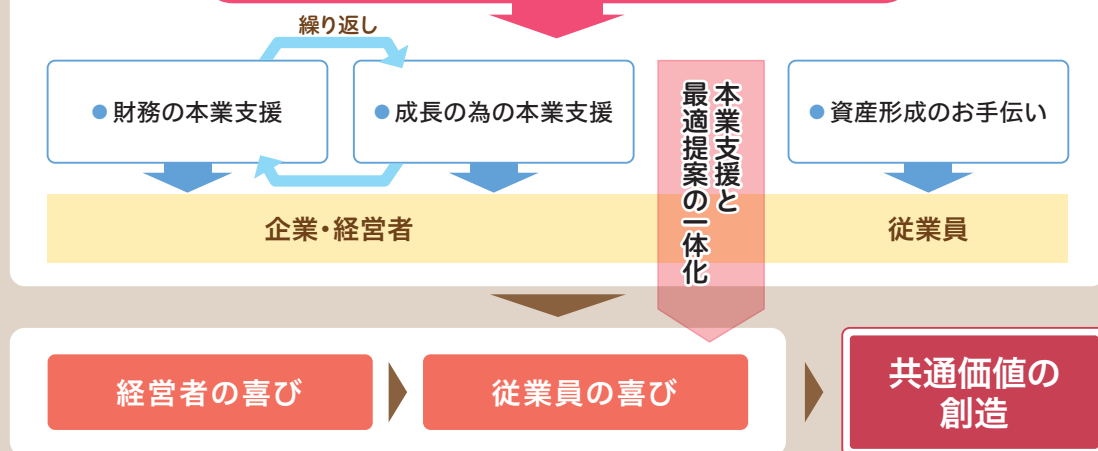 繰り返し
●財務の本業支援
●成長の為の本業支援
本業支援と
最適提案の一体化
●資産形成のお手伝い
企業・経営者
従業員
経営者の喜び
従業員の喜び
共通価値の
創造